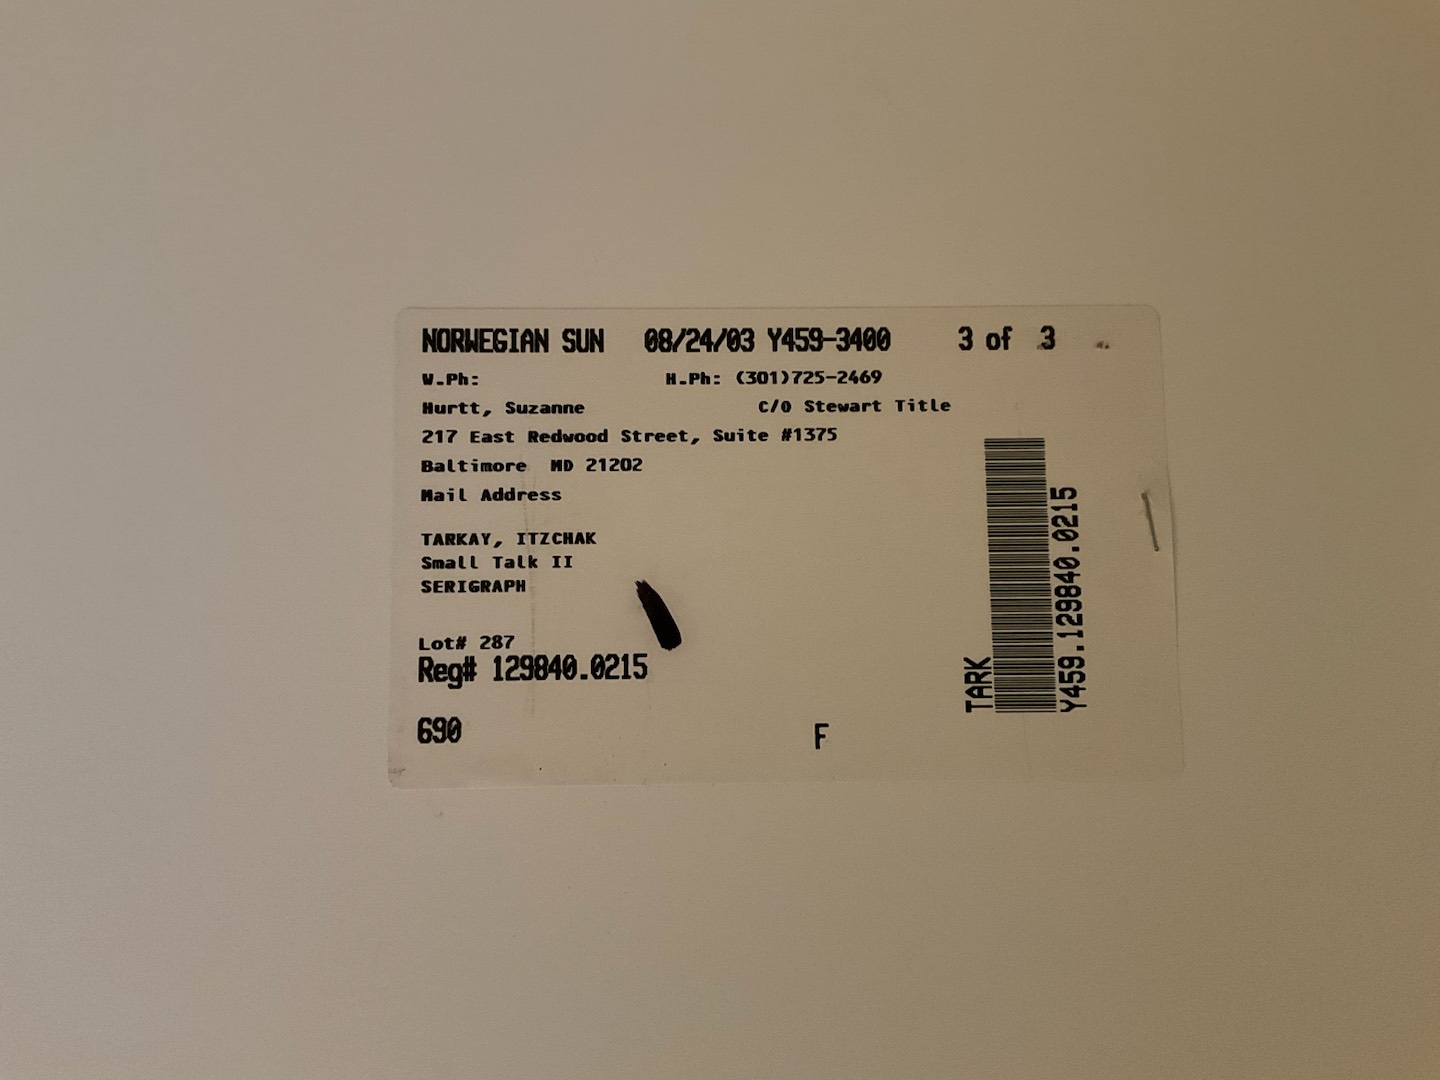 NORWEGIAN SUN 08/24/03 Y459-3400 3 of 3
W.Ph: H.Ph: (301)725-2469
Hurtt, Suzanne C/O Stewart Title
217 East Redwood Street, Suite #1375
Baltimore MD 21202
Mail Address
TARKAY, ITZCHAK
Small Talk II
SERIGRAPH
Lot# 287
Reg# 129840.0215
690 F
TARK
Y459.129840.0215